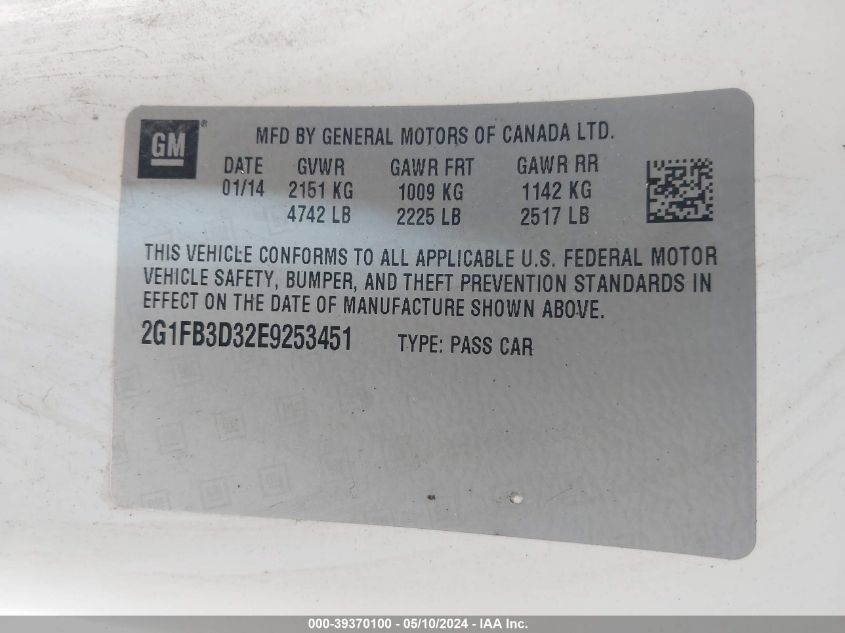 GM®
MFD BY GENERAL MOTORS OF CANADA LTD.
DATE GVWR GAWR FRT GAWR RR
01/14 2151 KG 1009 KG 1142 KG
4742 LB 2225 LB 2517 LB
THIS VEHICLE CONFORMS TO ALL APPLICABLE U.S. FEDERAL MOTOR
VEHICLE SAFETY, BUMPER, AND THEFT PREVENTION STANDARDS IN
EFFECT ON THE DATE OF MANUFACTURE SHOWN ABOVE.
2G1FB3D32E9253451 TYPE: PASS CAR
000-39370100 - 05/10/2024 - IAA Inc.